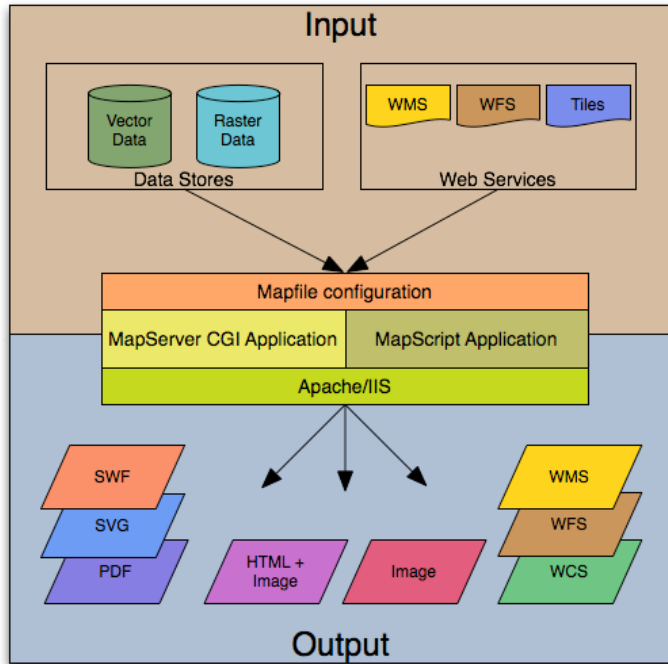 Input
Vector
Data
Raster
Data
Data Stores
WMS
WFS
Tiles
Web Services
Mapfile configuration
MapServer CGI Application
MapScript Application
Apache/IIS
SWF
SVG
PDF
HTML +
Image
Image
WMS
WFS
WCS
Output